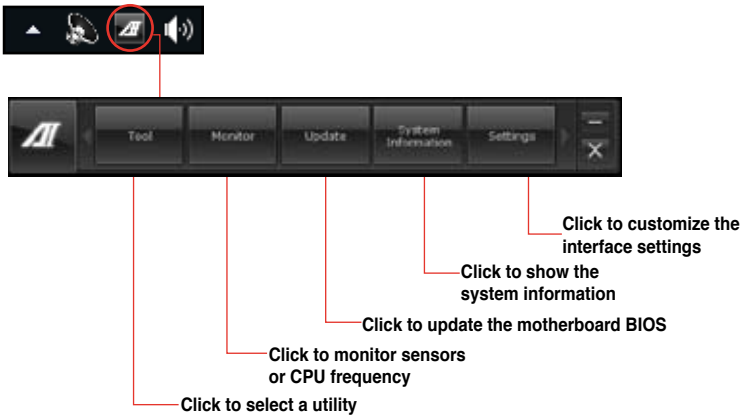 Tool
Monitor
Update
System
Information
Settings
Click to customize the
interface settings
Click to show the
system information
Click to update the motherboard BIOS
Click to monitor sensors
or CPU frequency
Click to select a utility